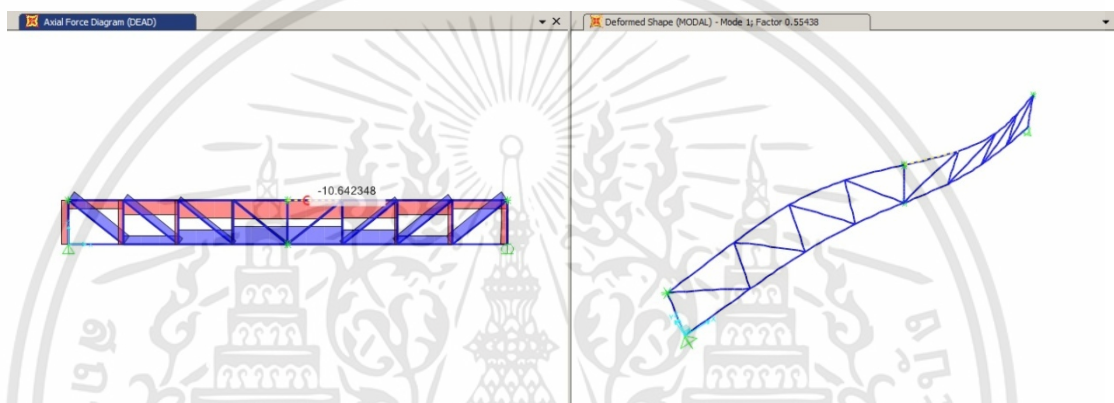 Axial Force Diagram (DEAD)
Deformed Shape (MODAL) - Mode 1; Factor 0.55438
-10.642348